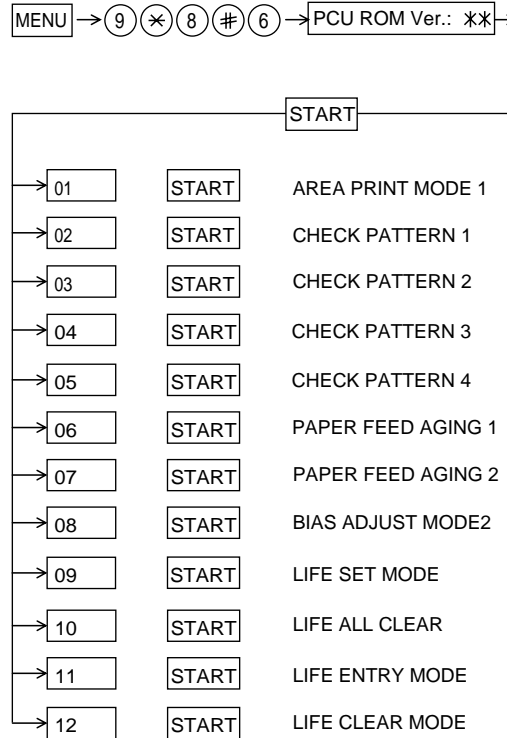 MENU → 9 ✳ 8 # 6 → PCU ROM Ver.: ✳✳ →
START
→ 01 START AREA PRINT MODE 1
→ 02 START CHECK PATTERN 1
→ 03 START CHECK PATTERN 2
→ 04 START CHECK PATTERN 3
→ 05 START CHECK PATTERN 4
→ 06 START PAPER FEED AGING 1
→ 07 START PAPER FEED AGING 2
→ 08 START BIAS ADJUST MODE2
→ 09 START LIFE SET MODE
→ 10 START LIFE ALL CLEAR
→ 11 START LIFE ENTRY MODE
→ 12 START LIFE CLEAR MODE